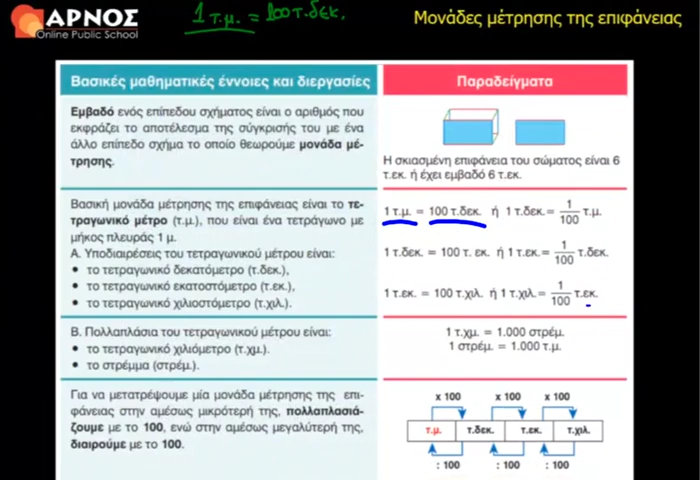 ΑΡΝΟΣ
Online Public School
1 τ.μ. = 100 τ.δεκ.
Μονάδες μέτρησης της επιφάνειας
Βασικές μαθηματικές έννοιες και διεργασίες
Παραδείγματα
Εμβαδό ενός επίπεδου σχήματος είναι ο αριθμός που
εκφράζει το αποτέλεσμα της σύγκρισής του με ένα
άλλο επίπεδο σχήμα το οποίο θεωρούμε μονάδα μέ-
τρησης.
Η σκιασμένη επιφάνεια του σώματος είναι 6
τ.εκ. ή έχει εμβαδό 6 τ.εκ.
Βασική μονάδα μέτρησης της επιφάνειας είναι το τε-
τραγωνικό μέτρο (τ.μ.), που είναι ένα τετράγωνο με
μήκος πλευράς 1 μ.
Α. Υποδιαιρέσεις του τετραγωνικού μέτρου είναι:
• το τετραγωνικό δεκατόμετρο (τ.δεκ.),
• το τετραγωνικό εκατοστόμετρο (τ.εκ.),
• το τετραγωνικό χιλιοστόμετρο (τ.χιλ.).
1 τ.μ. = 100 τ.δεκ. ή 1 τ.δεκ.= 1/100 τ.μ.
1 τ.δεκ. = 100 τ. εκ. ή 1 τ.εκ.= 1/100 τ.δεκ.
1 τ.εκ. = 100 τ.χιλ. ή 1 τ.χιλ.= 1/100 τ.εκ.
Β. Πολλαπλάσια του τετραγωνικού μέτρου είναι:
• το τετραγωνικό χιλιόμετρο (τ.χμ.),
• το στρέμμα (στρέμ.).
1 τ.χμ. = 1.000 στρέμ.
1 στρέμ. = 1.000 τ.μ.
Για να μετατρέψουμε μία μονάδα μέτρησης της επι-
φάνειας στην αμέσως μικρότερή της, πολλαπλασιά-
ζουμε με το 100, ενώ στην αμέσως μεγαλύτερή της,
διαιρούμε με το 100.
x 100 x 100 x 100
τ.μ. τ.δεκ. τ.εκ. τ.χιλ.
: 100 : 100 : 100